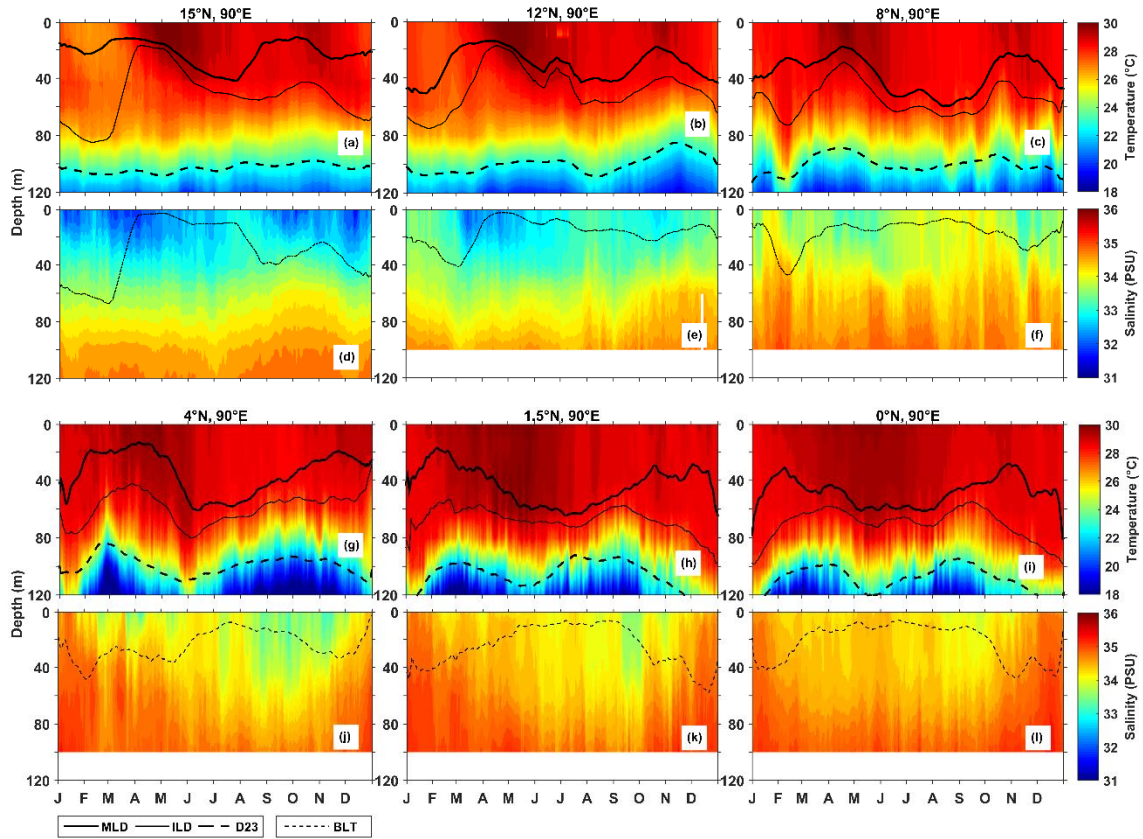 15°N, 90°E 12°N, 90°E 8°N, 90°E
0 0 0 30
40 40 40 28
80 80 80 26
120 120 120 24
22
20
18
Temperature (°C)
(a) (b) (c)
Depth (m)
0 0 0 36
40 40 40 35
80 80 80 34
120 120 120 33
32
31
Salinity (PSU)
(d) (e) (f)
4°N, 90°E 1.5°N, 90°E 0°N, 90°E
0 0 0 30
40 40 40 28
80 80 80 26
120 120 120 24
22
20
18
Temperature (°C)
(g) (h) (i)
Depth (m)
0 0 0 36
40 40 40 35
80 80 80 34
120 120 120 33
32
31
Salinity (PSU)
(j) (k) (l)
J F M A M J J A S O N D J F M A M J J A S O N D J F M A M J J A S O N D
MLD ILD D23 BLT